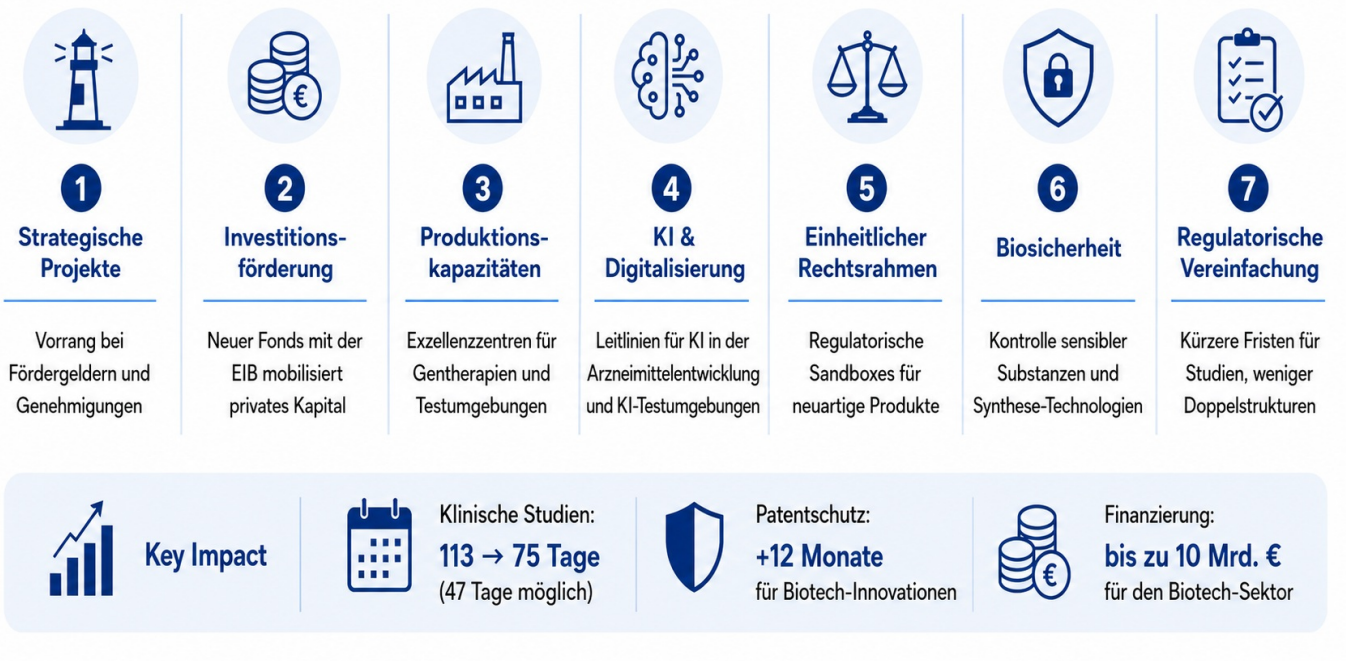 1
Strategische
Projekte
Vorrang bei
Fördergeldern und
Genehmigungen
2
Investitions-
förderung
Neuer Fonds mit der
EIB mobilisiert
privates Kapital
3
Produktions-
kapazitäten
Exzellenzzentren für
Gentherapien und
Testumgebungen
4
KI &
Digitalisierung
Leitlinien für KI in der
Arzneimittelentwicklung
und KI-Testumgebungen
5
Einheitlicher
Rechtsrahmen
Regulatorische
Sandboxes für
neuartige Produkte
6
Biosicherheit
Kontrolle sensibler
Substanzen und
Synthese-Technologien
7
Regulatorische
Vereinfachung
Kürzere Fristen für
Studien, weniger
Doppelstrukturen
Key Impact
Klinische Studien:
113 → 75 Tage
(47 Tage möglich)
Patentschutz:
+12 Monate
für Biotech-Innovationen
€
Finanzierung:
bis zu 10 Mrd. €
für den Biotech-Sektor